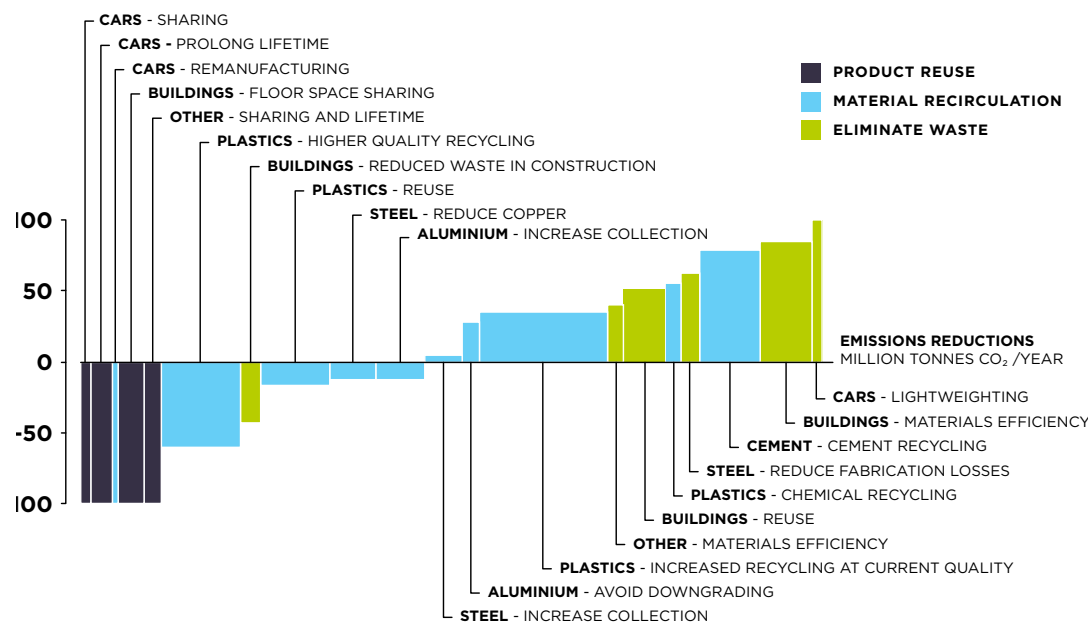 CARS - SHARING
CARS - PROLONG LIFETIME
CARS - REMANUFACTURING
BUILDINGS - FLOOR SPACE SHARING
OTHER - SHARING AND LIFETIME
PLASTICS - HIGHER QUALITY RECYCLING
BUILDINGS - REDUCED WASTE IN CONSTRUCTION
PLASTICS - REUSE
STEEL - REDUCE COPPER
ALUMINIUM - INCREASE COLLECTION
PRODUCT REUSE
MATERIAL RECIRCULATION
ELIMINATE WASTE
100
50
0
-50
100
EMISSIONS REDUCTIONS
MILLION TONNES CO₂ /YEAR
CARS - LIGHTWEIGHTING
BUILDINGS - MATERIALS EFFICIENCY
CEMENT - CEMENT RECYCLING
STEEL - REDUCE FABRICATION LOSSES
PLASTICS - CHEMICAL RECYCLING
BUILDINGS - REUSE
OTHER - MATERIALS EFFICIENCY
PLASTICS - INCREASED RECYCLING AT CURRENT QUALITY
ALUMINIUM - AVOID DOWNGRADING
STEEL - INCREASE COLLECTION